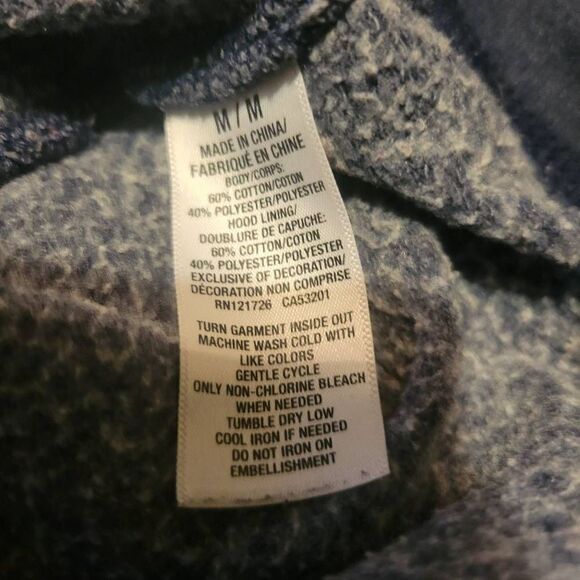 M / M
MADE IN CHINA/
FABRIQUÉ EN CHINE
BODY/CORPS:
60% COTTON/COTON
40% POLYESTER/POLYESTER
HOOD LINING/
DOUBLURE DE CAPUCHE:
60% COTTON/COTON
40% POLYESTER/POLYESTER
EXCLUSIVE OF DECORATION/
DÉCORATION NON COMPRISE
RN121726 CA53201
TURN GARMENT INSIDE OUT
MACHINE WASH COLD WITH
LIKE COLORS
GENTLE CYCLE
ONLY NON-CHLORINE BLEACH
WHEN NEEDED
TUMBLE DRY LOW
COOL IRON IF NEEDED
DO NOT IRON ON
EMBELLISHMENT